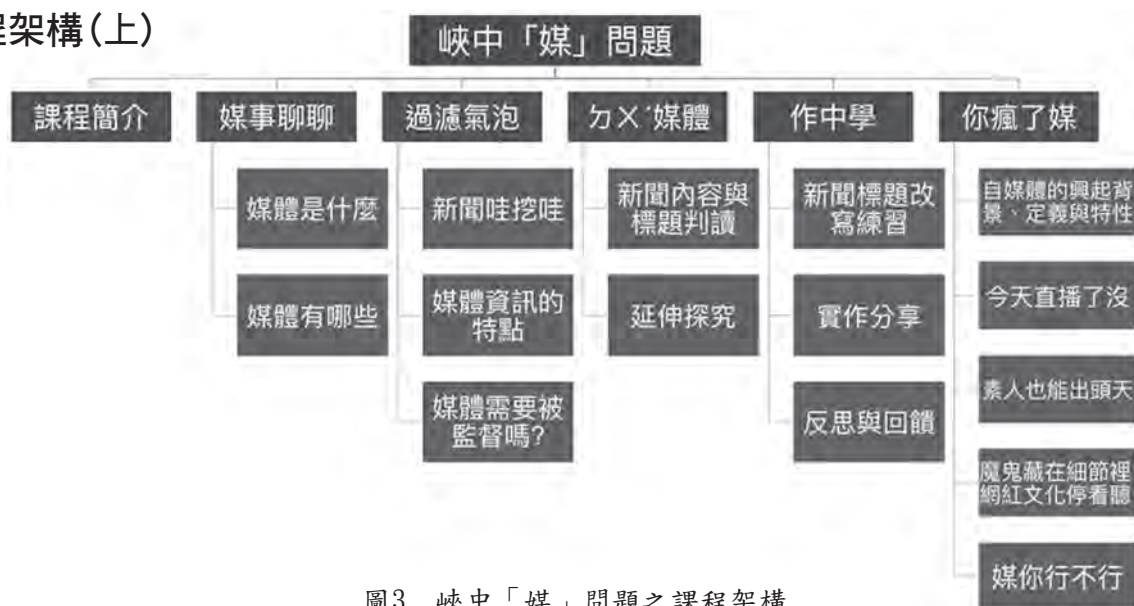 程架構(上)
峽中「媒」問題
課程簡介
媒事聊聊
過濾氣泡
ㄉㄨˊ媒體
作中學
你瘋了媒
媒體是什麼
媒體有哪些
新聞哇挖哇
媒體資訊的
特點
媒體需要被
監督嗎?
新聞內容與
標題判讀
延伸探究
新聞標題改
寫練習
實作分享
反思與回饋
自媒體的興起背
景、定義與特性
今天直播了沒
素人也能出頭天
魔鬼藏在細節裡
網紅文化停看聽
媒你行不行
圖3 峽中「媒」問題之課程架構